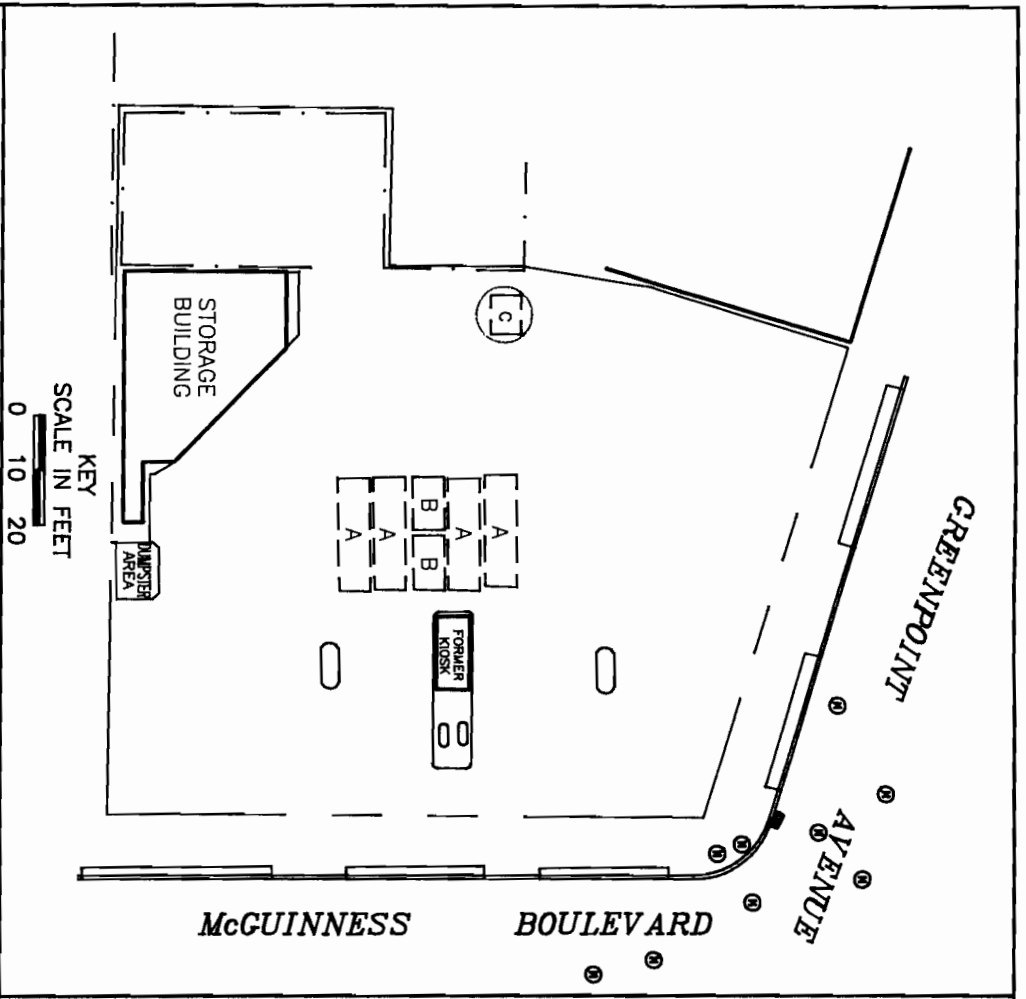 GREENPOINT
AVENUE
McGUINNESS BOULEVARD
STORAGE
BUILDING
C
A
A
B
B
A
A
FORMER
KIOSK
DUMPSTER
AREA
KEY
SCALE IN FEET
0 10 20
M
M
M
M
M
M
M
M
M